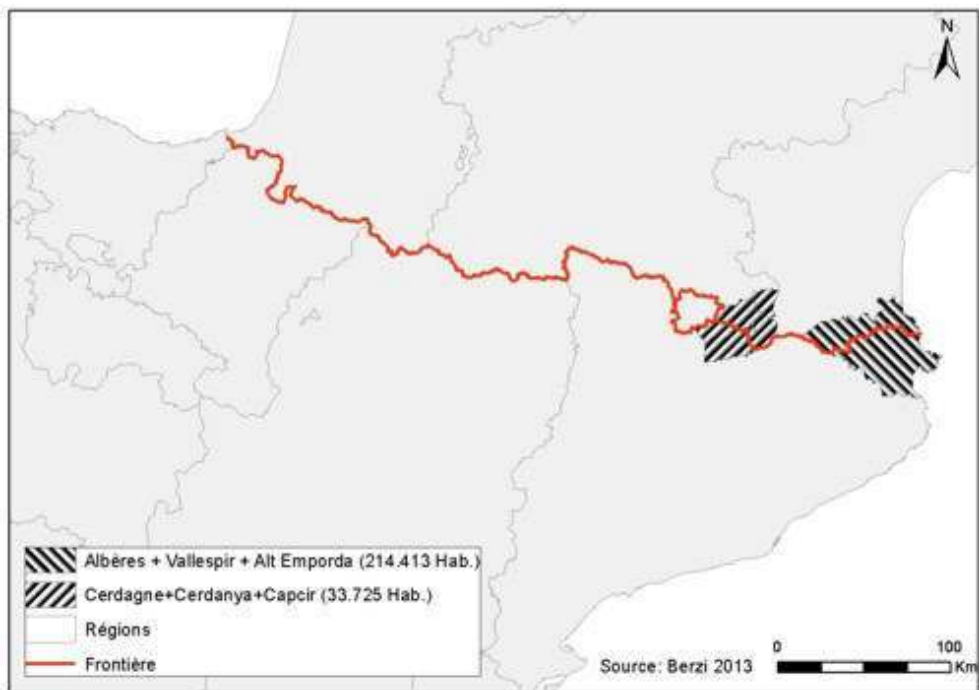 N
Albères + Vallespir + Alt Emporda (214.413 Hab.)
Cerdagne+Cerdanya+Capcir (33.725 Hab.)
Régions
Frontière
Source: Berzi 2013
0 100
Km